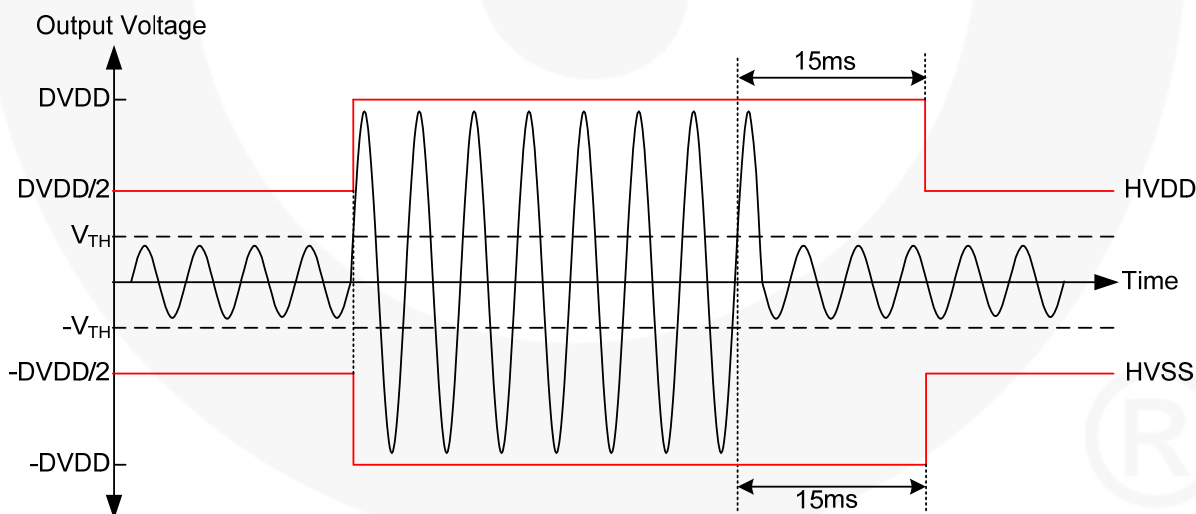 Output Voltage
15ms
DVDD
DVDD/2
HVDD
VTH
Time
-VTH
-DVDD/2
HVSS
-DVDD
15ms
®